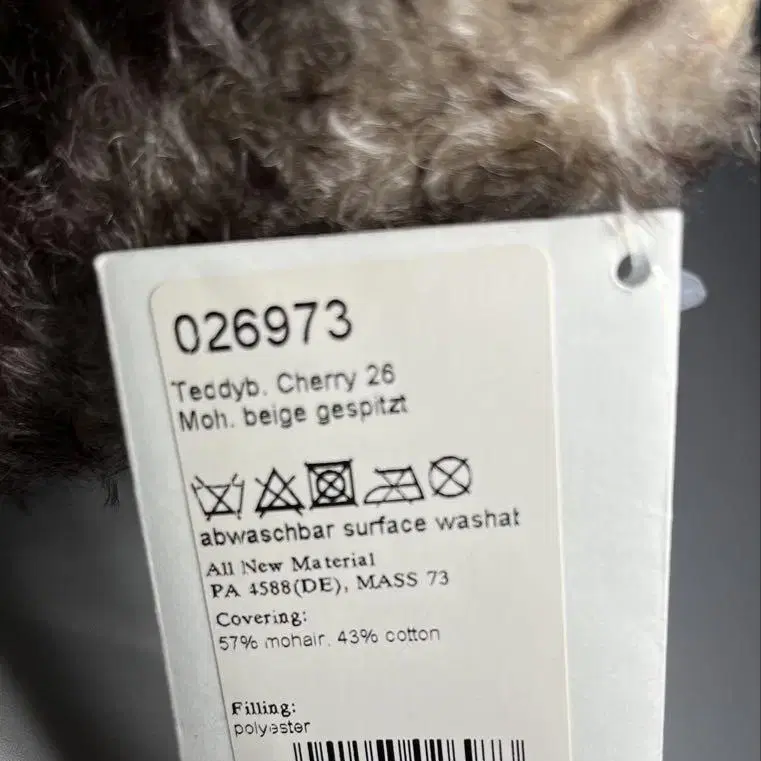 026973
Teddyb. Cherry 26
Moh. beige gespitzt
abwaschbar surface washat
All New Material
PA 4588(DE), MASS 73
Covering:
57% mohair, 43% cotton
Filling:
polyester